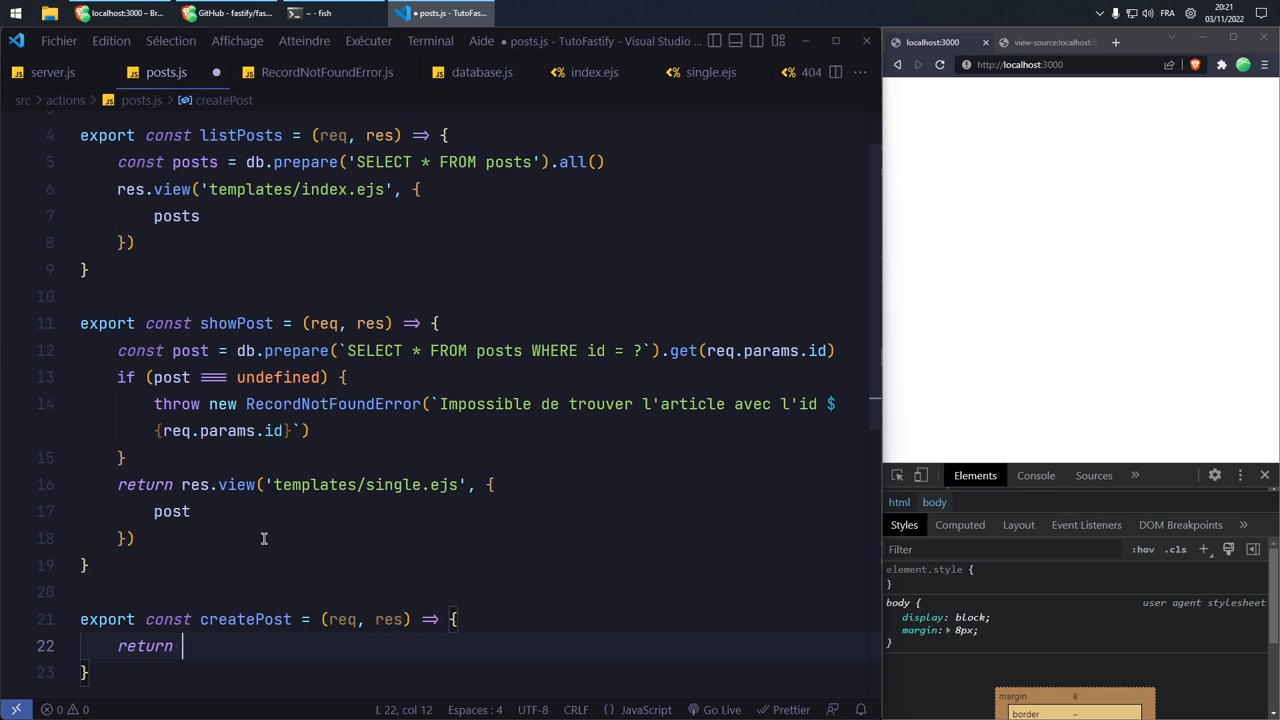 localhost:3000 – Br...
GitHub - fastify/fas...
~ - fish
● posts.js - TutoFast...
FRA
20:21
03/11/2022
Fichier Edition Sélection Affichage Atteindre Exécuter Terminal Aide
● posts.js - TutoFastify - Visual Studio ...
server.js
posts.js
RecordNotFoundError.js
database.js
index.ejs
single.ejs
404
src > actions > posts.js > createPost
4 export const listPosts = (req, res) => {
5 const posts = db.prepare('SELECT * FROM posts').all()
6 res.view('templates/index.ejs', {
7 posts
8 })
9 }
10
11 export const showPost = (req, res) => {
12 const post = db.prepare(`SELECT * FROM posts WHERE id = ?`).get(req.params.id)
13 if (post === undefined) {
14 throw new RecordNotFoundError(`Impossible de trouver l'article avec l'id $
{req.params.id}`)
15 }
16 return res.view('templates/single.ejs', {
17 post
18 })
19 }
20
21 export const createPost = (req, res) => {
22 return
23 }
0 0
L 22, col 12
Espaces : 4
UTF-8
CRLF
{} JavaScript
Go Live
Prettier
localhost:3000
view-source:localhost:3
http://localhost:3000
Elements Console Sources
html body
Styles Computed Layout Event Listeners DOM Breakpoints
Filter
:hov .cls
element.style {
}
body { user agent stylesheet
display: block;
margin: 8px;
}
margin 8
border –